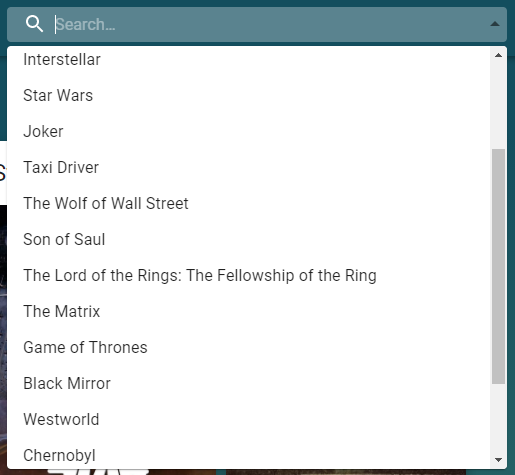 Search…
Interstellar
Star Wars
Joker
Taxi Driver
The Wolf of Wall Street
Son of Saul
The Lord of the Rings: The Fellowship of the Ring
The Matrix
Game of Thrones
Black Mirror
Westworld
Chernobyl